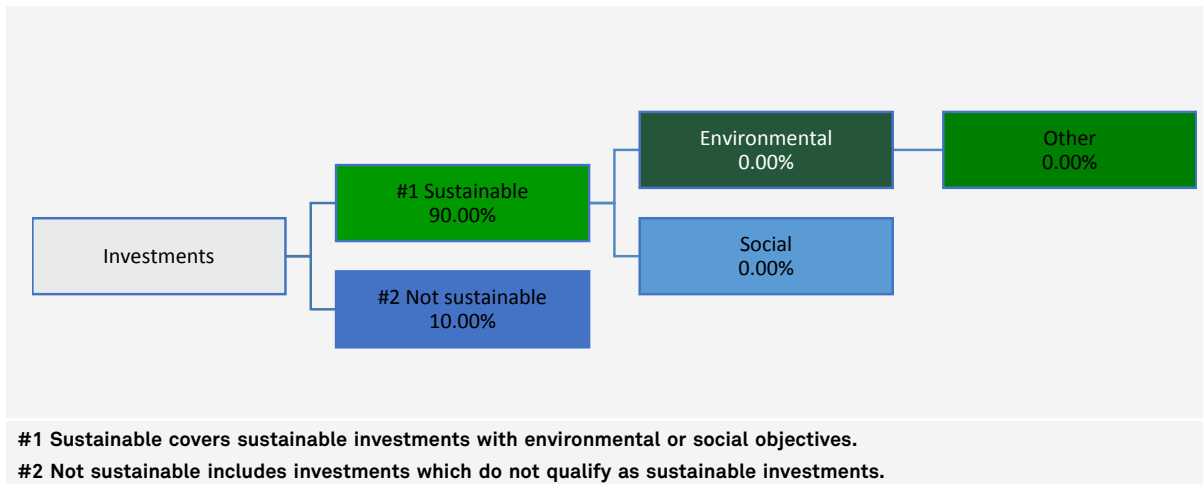 Investments
#1 Sustainable
90.00%
#2 Not sustainable
10.00%
Environmental
0.00%
Social
0.00%
Other
0.00%
#1 Sustainable covers sustainable investments with environmental or social objectives.
#2 Not sustainable includes investments which do not qualify as sustainable investments.